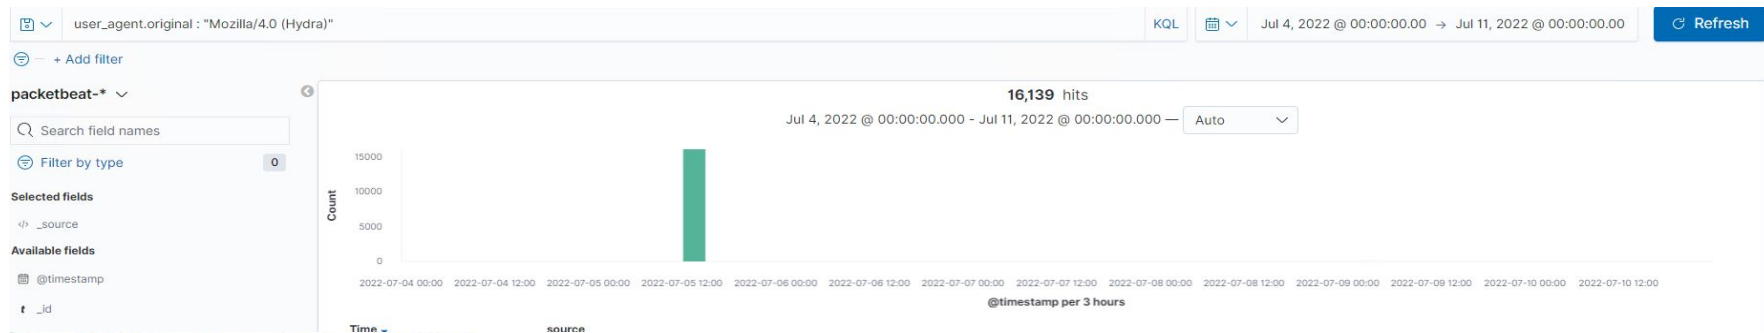 user_agent.original : "Mozilla/4.0 (Hydra)" KQL Jul 4, 2022 @ 00:00:00.00 → Jul 11, 2022 @ 00:00:00.00 Refresh
+ Add filter
packetbeat-*
Search field names
Filter by type 0
Selected fields
</> _source
Available fields
@timestamp
t _id
16,139 hits
Jul 4, 2022 @ 00:00:00.000 - Jul 11, 2022 @ 00:00:00.000 — Auto
15000
10000
5000
0
Count
2022-07-04 00:00 2022-07-04 12:00 2022-07-05 00:00 2022-07-05 12:00 2022-07-06 00:00 2022-07-06 12:00 2022-07-07 00:00 2022-07-07 12:00 2022-07-08 00:00 2022-07-08 12:00 2022-07-09 00:00 2022-07-09 12:00 2022-07-10 00:00 2022-07-10 12:00
@timestamp per 3 hours
Time source